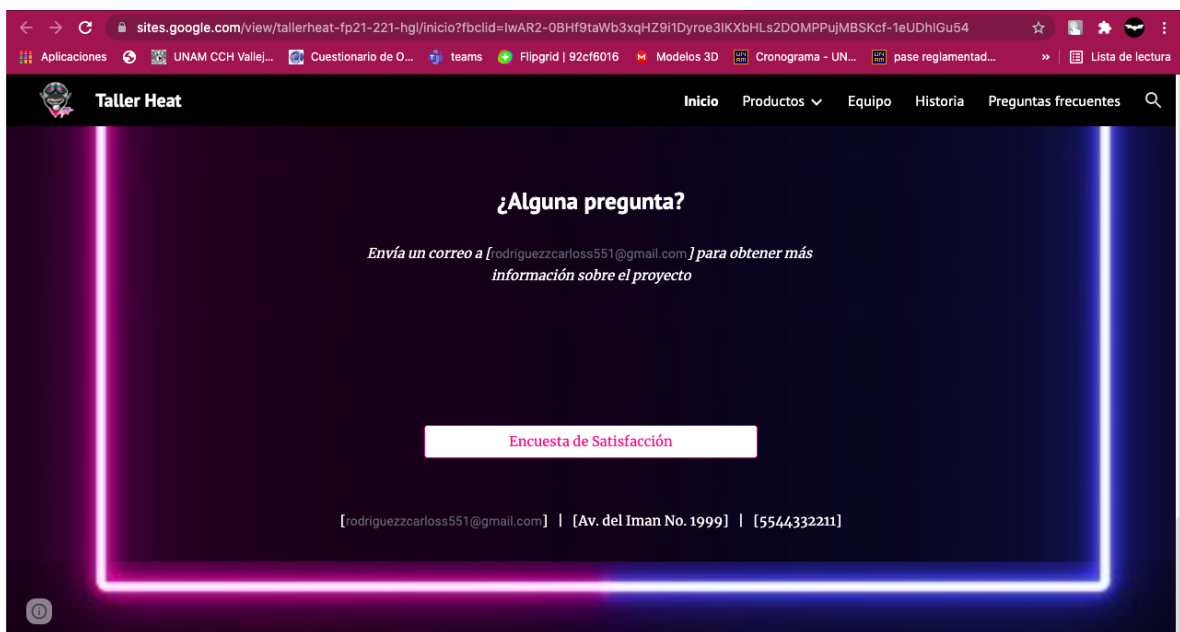 sites.google.com/view/tallerheat-fp21-221-hgl/inicio?fbclid=IwAR2-0BHf9taWb3xqHZ9i1Dyroe3IKXbHLs2DOMPPujMBSKcf-1eUDhIGu54
Aplicaciones UNAM CCH Vallej... Cuestionario de O... teams Flipgrid | 92cf6016 Modelos 3D Cronograma - UN... pase reglamentad... » Lista de lectura
Taller Heat Inicio Productos Equipo Historia Preguntas frecuentes
¿Alguna pregunta?
Envía un correo a [rodriguezzcarloss551@gmail.com] para obtener más
información sobre el proyecto
Encuesta de Satisfacción
[rodriguezzcarloss551@gmail.com] | [Av. del Iman No. 1999] | [5544332211]